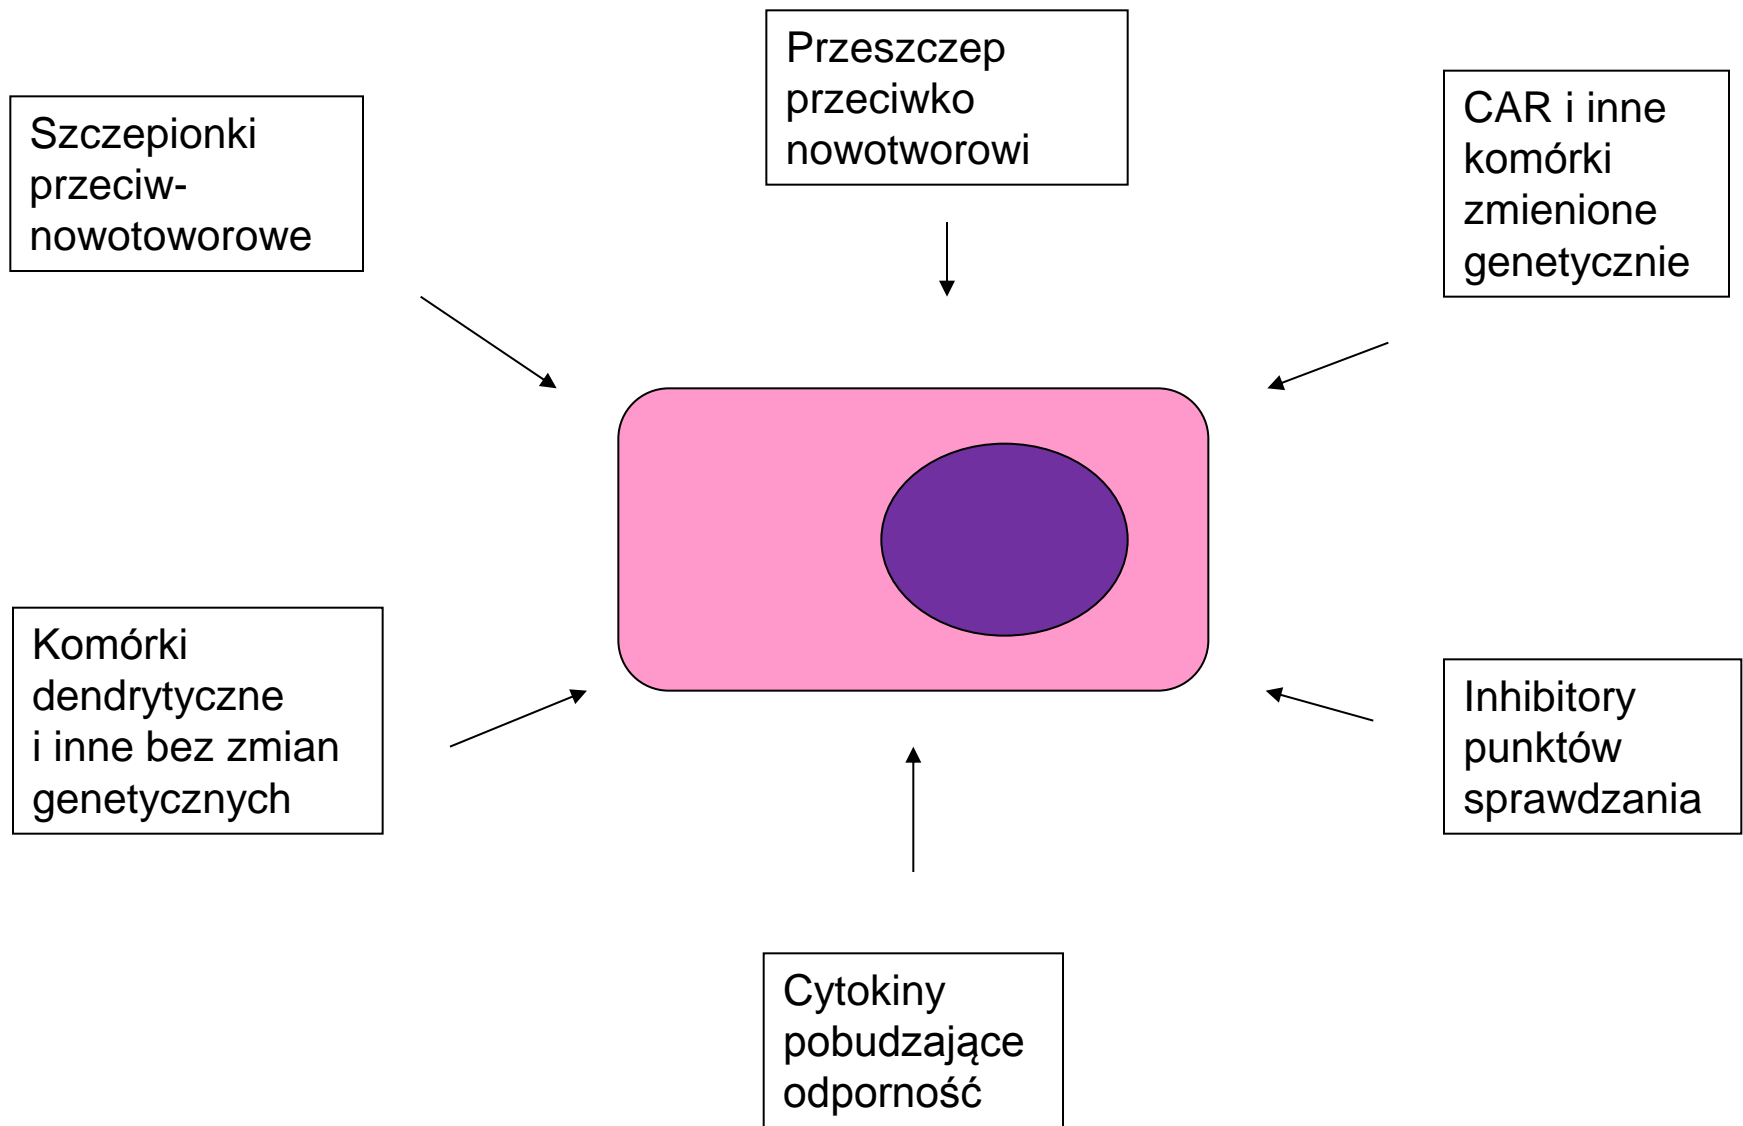 Przeszczep
przeciwko
nowotworowi
Szczepionki
przeciw-
nowotoworowe
CAR i inne
komórki
zmienione
genetycznie
Komórki
dendrytyczne
i inne bez zmian
genetycznych
Inhibitory
punktów
sprawdzania
Cytokiny
pobudzające
odporność